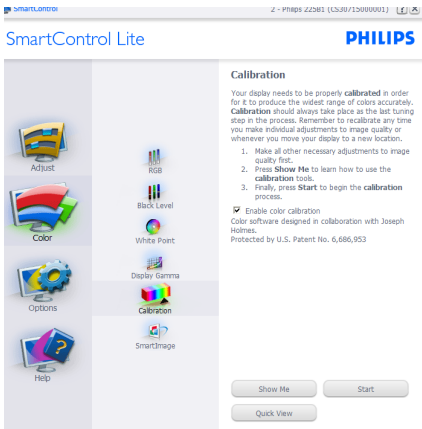 SmartControl
2 - Philips 225B1 (CS30715000001)
SmartControl Lite
PHILIPS
Adjust
Color
Options
Help
RGB
Black Level
White Point
Display Gamma
Calibration
SmartImage
Calibration
Your display needs to be properly calibrated in order
for it to produce the widest range of colors accurately.
Calibration should always take place as the last tuning
step in the process. Remember to recalibrate any time
you make individual adjustments to image quality or
whenever you move your display to a new location.
1. Make all other necessary adjustments to image
quality first.
2. Press Show Me to learn how to use the
calibration tools.
3. Finally, press Start to begin the calibration
process.
Enable color calibration
Color software designed in collaboration with Joseph
Holmes.
Protected by U.S. Patent No. 6,686,953
Show Me
Start
Quick View